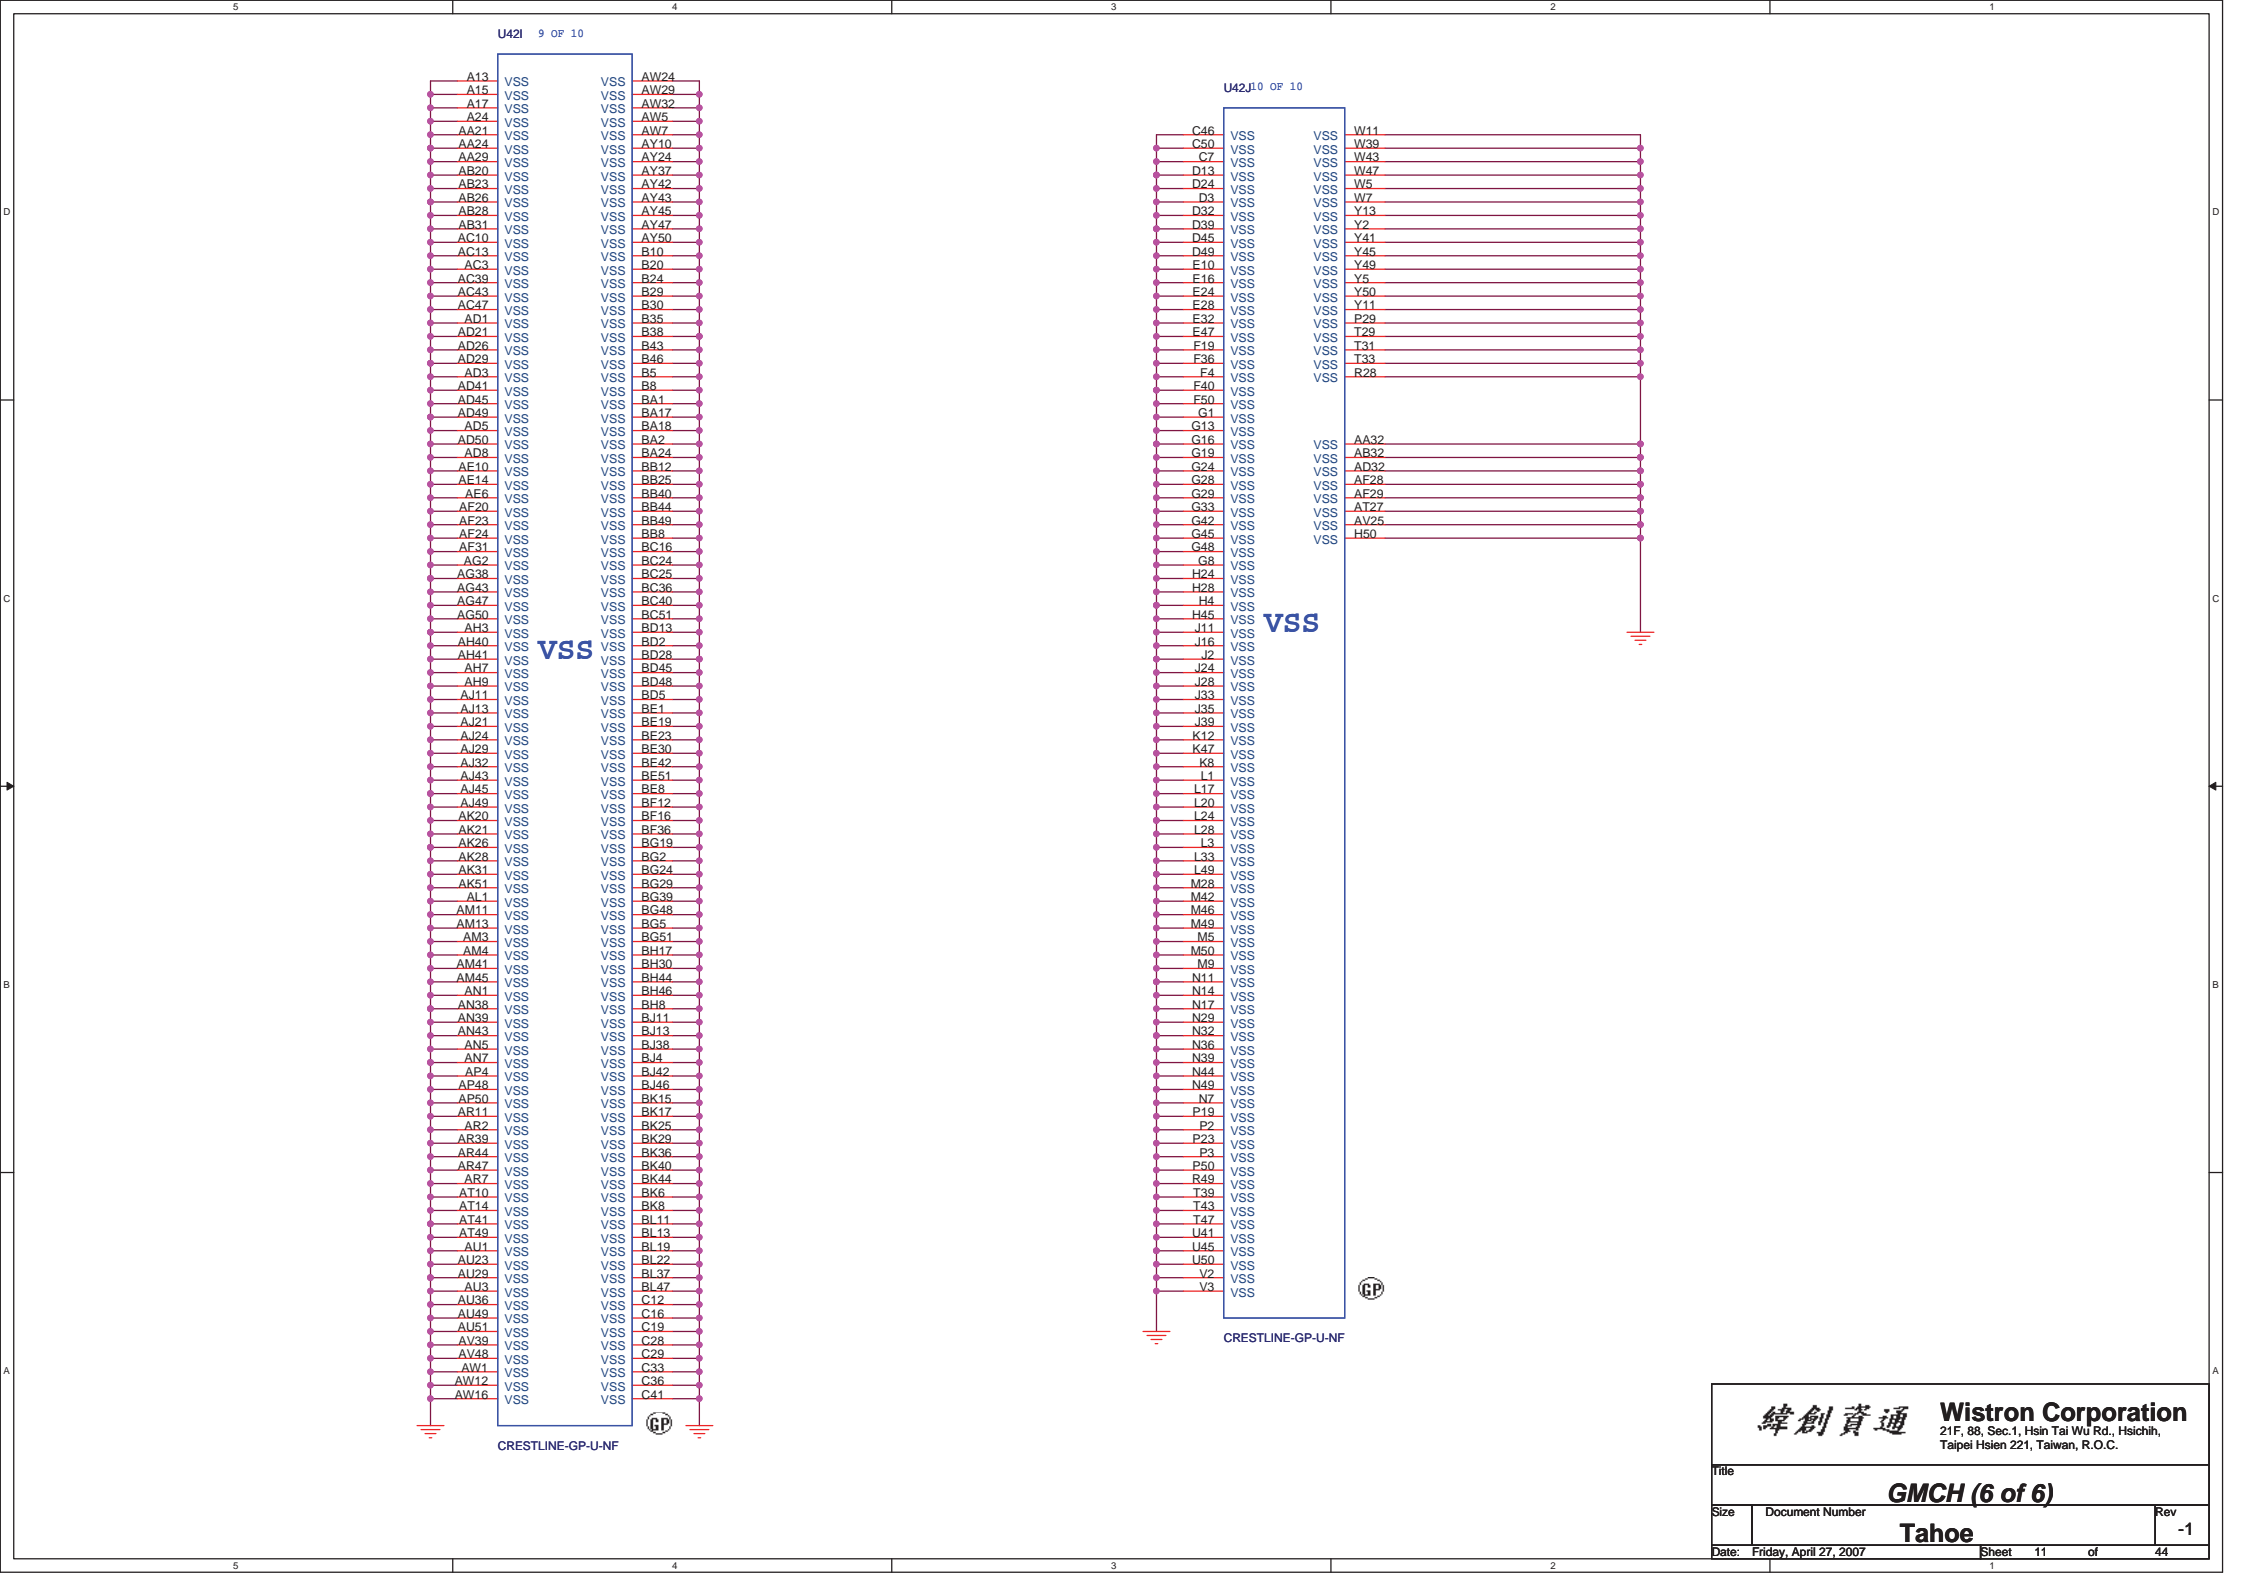 5 4 3 2 1
U42I 9 OF 10
A13 VSS VSS AW24
A15 VSS VSS AW29
A17 VSS VSS AW32
A24 VSS VSS AW5
AA21 VSS VSS AW7
AA24 VSS VSS AY10
AA29 VSS VSS AY24
AB20 VSS VSS AY37
AB23 VSS VSS AY42
AB26 VSS VSS AY43
AB28 VSS VSS AY45
AB31 VSS VSS AY47
AC10 VSS VSS AY50
AC13 VSS VSS B10
AC3 VSS VSS B20
AC39 VSS VSS B24
AC43 VSS VSS B29
AC47 VSS VSS B30
AD1 VSS VSS B35
AD21 VSS VSS B38
AD26 VSS VSS B43
AD29 VSS VSS B46
AD3 VSS VSS B5
AD41 VSS VSS B8
AD45 VSS VSS BA1
AD49 VSS VSS BA17
AD5 VSS VSS BA18
AD50 VSS VSS BA2
AD8 VSS VSS BA24
AE10 VSS VSS BB12
AE14 VSS VSS BB25
AE6 VSS VSS BB40
AF20 VSS VSS BB44
AF23 VSS VSS BB49
AF24 VSS VSS BB8
AF31 VSS VSS BC16
AG2 VSS VSS BC24
AG38 VSS VSS BC25
AG43 VSS VSS BC36
AG47 VSS VSS BC40
AG50 VSS VSS BC51
AH3 VSS VSS BD13
AH40 VSS VSS BD2
VSS
AH41 VSS VSS BD28
AH7 VSS VSS BD45
AH9 VSS VSS BD48
AJ11 VSS VSS BD5
AJ13 VSS VSS BE1
AJ21 VSS VSS BE19
AJ24 VSS VSS BE23
AJ29 VSS VSS BE30
AJ32 VSS VSS BE42
AJ43 VSS VSS BE51
AJ45 VSS VSS BE8
AJ49 VSS VSS BF12
AK20 VSS VSS BF16
AK21 VSS VSS BF36
AK26 VSS VSS BG19
AK28 VSS VSS BG2
AK31 VSS VSS BG24
AK51 VSS VSS BG29
AL1 VSS VSS BG39
AM11 VSS VSS BG48
AM13 VSS VSS BG5
AM3 VSS VSS BG51
AM4 VSS VSS BH17
AM41 VSS VSS BH30
AM45 VSS VSS BH44
AN1 VSS VSS BH46
AN38 VSS VSS BH8
AN39 VSS VSS BJ11
AN43 VSS VSS BJ13
AN5 VSS VSS BJ38
AN7 VSS VSS BJ4
AP4 VSS VSS BJ42
AP48 VSS VSS BJ46
AP50 VSS VSS BK15
AR11 VSS VSS BK17
AR2 VSS VSS BK25
AR39 VSS VSS BK29
AR44 VSS VSS BK36
AR47 VSS VSS BK40
AR7 VSS VSS BK44
AT10 VSS VSS BK6
AT14 VSS VSS BK8
AT41 VSS VSS BL11
AT49 VSS VSS BL13
AU1 VSS VSS BL19
AU23 VSS VSS BL22
AU29 VSS VSS BL37
AU3 VSS VSS BL47
AU36 VSS VSS C12
AU49 VSS VSS C16
AU51 VSS VSS C19
AV39 VSS VSS C28
AV48 VSS VSS C29
AW1 VSS VSS C33
AW12 VSS VSS C36
AW16 VSS VSS C41
GP
CRESTLINE-GP-U-NF
U42J 10 OF 10
C46 VSS VSS W11
C50 VSS VSS W39
C7 VSS VSS W43
D13 VSS VSS W47
D24 VSS VSS W5
D3 VSS VSS W7
D32 VSS VSS Y13
D39 VSS VSS Y2
D45 VSS VSS Y41
D49 VSS VSS Y45
E10 VSS VSS Y49
E16 VSS VSS Y5
E24 VSS VSS Y50
E28 VSS VSS Y11
E32 VSS VSS P29
E47 VSS VSS T29
F19 VSS VSS T31
F36 VSS VSS T33
F4 VSS VSS R28
F40 VSS
F50 VSS
G1 VSS
G13 VSS
G16 VSS VSS AA32
G19 VSS VSS AB32
G24 VSS VSS AD32
G28 VSS VSS AF28
G29 VSS VSS AF29
G33 VSS VSS AT27
G42 VSS VSS AV25
G45 VSS VSS H50
G48 VSS
G8 VSS
H24 VSS
H28 VSS
H4 VSS
H45 VSS
VSS
J11 VSS
J16 VSS
J2 VSS
J24 VSS
J28 VSS
J33 VSS
J35 VSS
J39 VSS
K12 VSS
K47 VSS
K8 VSS
L1 VSS
L17 VSS
L20 VSS
L24 VSS
L28 VSS
L3 VSS
L33 VSS
L49 VSS
M28 VSS
M42 VSS
M46 VSS
M49 VSS
M5 VSS
M50 VSS
M9 VSS
N11 VSS
N14 VSS
N17 VSS
N29 VSS
N32 VSS
N36 VSS
N39 VSS
N44 VSS
N49 VSS
N7 VSS
P19 VSS
P2 VSS
P23 VSS
P3 VSS
P50 VSS
R49 VSS
T39 VSS
T43 VSS
T47 VSS
U41 VSS
U45 VSS
U50 VSS
V2 VSS
V3 VSS
GP
CRESTLINE-GP-U-NF
D D
C C
B B
A A
緯創資通 Wistron Corporation
21F, 88, Sec.1, Hsin Tai Wu Rd., Hsichih,
Taipei Hsien 221, Taiwan, R.O.C.
Title
GMCH (6 of 6)
Size Document Number Rev
Tahoe -1
Date: Friday, April 27, 2007 Sheet 11 of 44
5 4 3 2 1